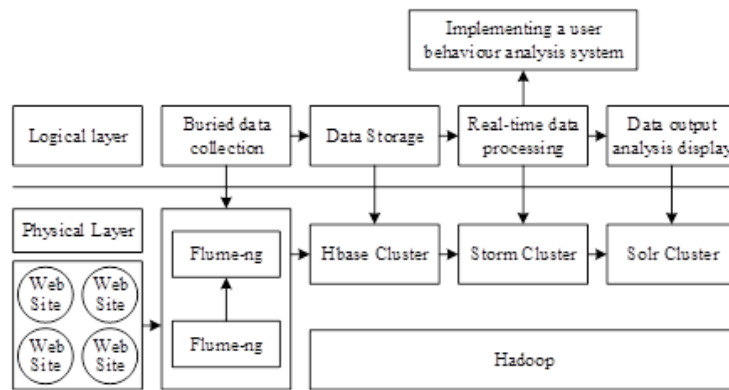 Implementing a user
behaviour analysis system
Logical layer
Buried data
collection
Data Storage
Real-time data
processing
Data output
analysis display
Physical Layer
Flume-ng
Flume-ng
Hbase Cluster
Storm Cluster
Solr Cluster
Web
Site
Web
Site
Web
Site
Web
Site
Hadoop